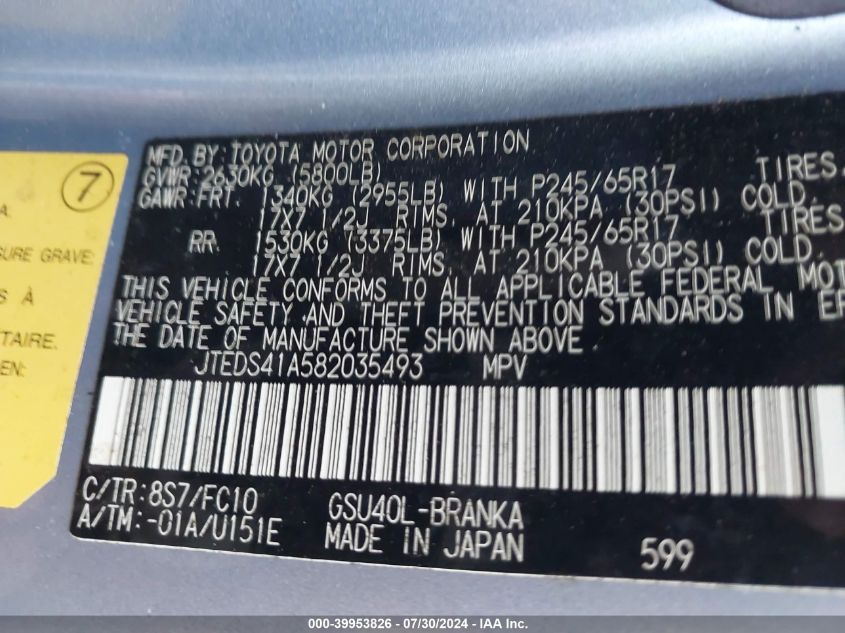 7
A.
SURE GRAVE
S À
TAIRE.
EN:
MFD. BY: TOYOTA MOTOR CORPORATION
GVWR: 2630KG (5800LB)
GAWR: FRT. 1340KG (2955LB) WITH P245/65R17 TIRES,
17X7 1/2J RIMS, AT 210KPA, (30PSI) COLD.
RR. 1530KG (3375LB) WITH P245/65R17 TIRES
17X7 1/2J RIMS, AT 210KPA (30PSI) COLD.
THIS VEHICLE CONFORMS TO ALL APPLICABLE FEDERAL MOT
VEHICLE SAFETY AND THEFT PREVENTION STANDARDS IN EF
THE DATE OF MANUFACTURE SHOWN ABOVE.
JTEDS41A582035493 MPV
C/TR: 8S7/FC10 GSU40L-BRANKA
A/TM: -01A/U151E MADE IN JAPAN 599
000-39953826 / 07/30/2024 - IAA Inc.